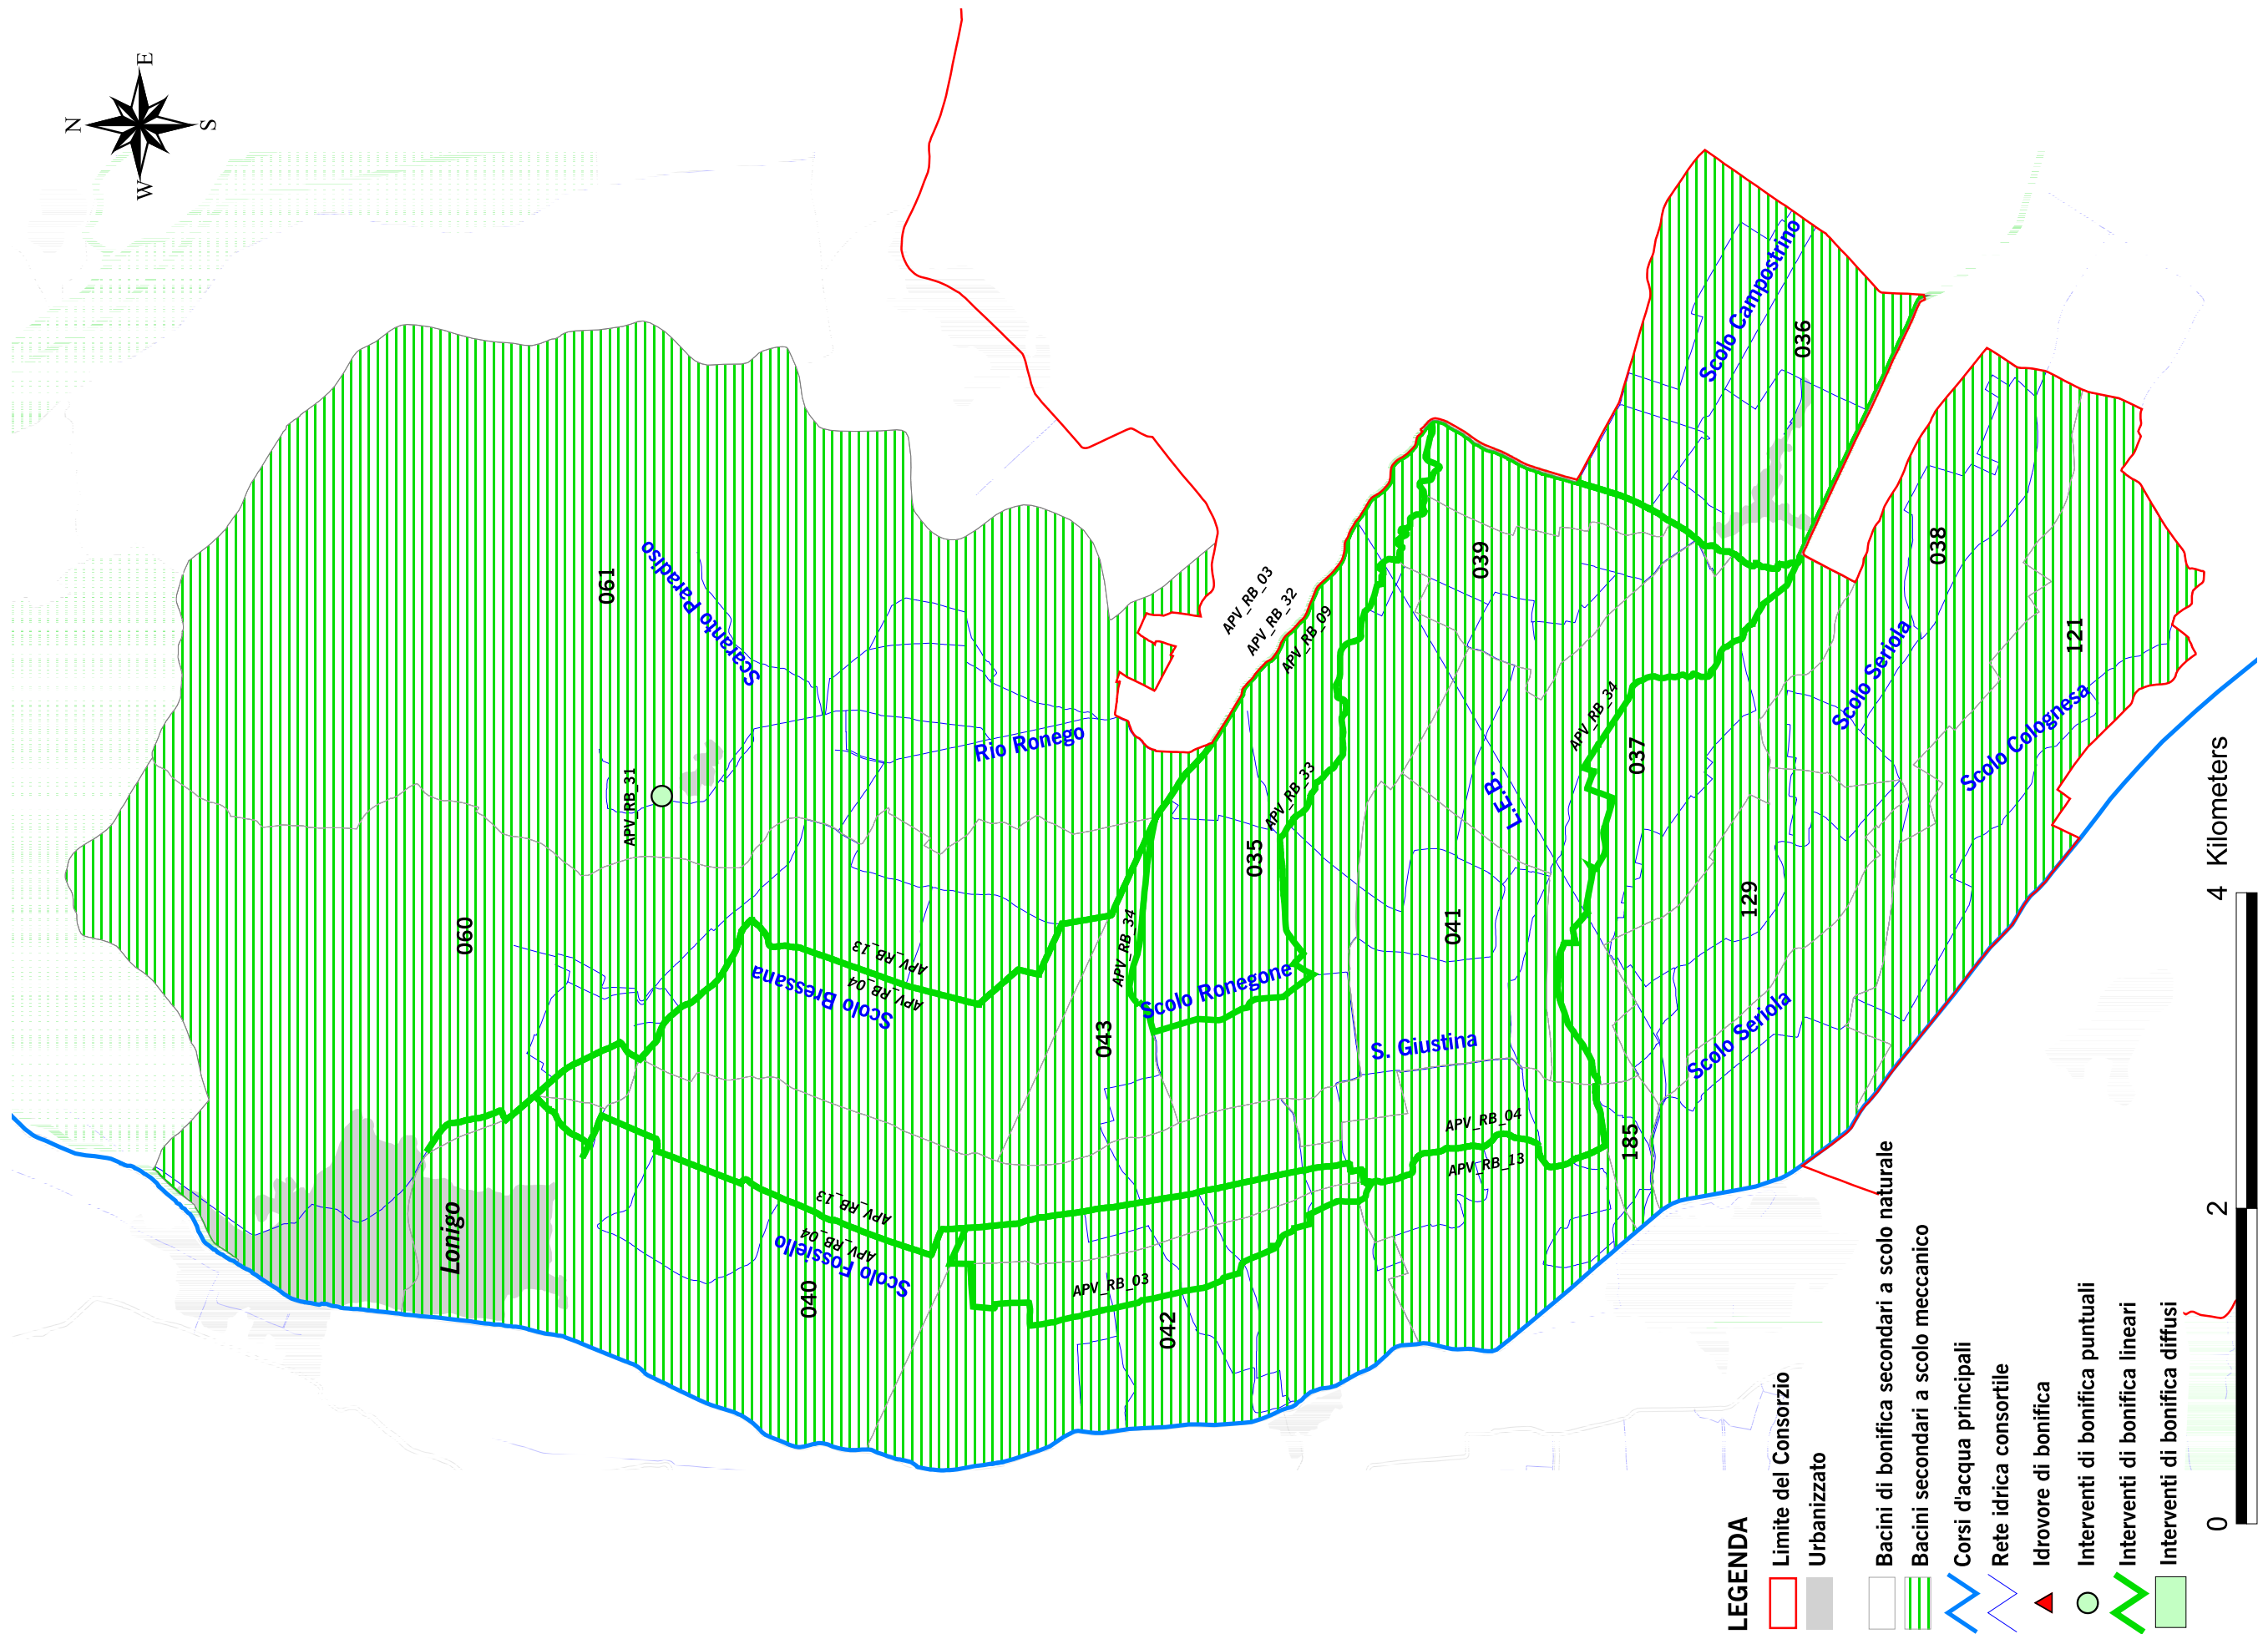 N
E
S
W
Lonigo
060
061
Scaranto Paradiso
APV_RB_31
Rio Ronego
Scolo Bressana
APV_RB_13
APV_RB_04
APV_RB_13
APV_RB_04
Scolo Fossiello
040
043
042
APV_RB_03
APV_RB_34
Scolo Ronegone
035
APV_RB_33
APV_RB_03
APV_RB_32
APV_RB_09
039
L.E.B.
041
S. Giustina
APV_RB_04
APV_RB_13
185
APV_RB_34
037
129
Scolo Seriola
Scolo Seriola
Scolo Campostrino
036
038
121
Scolo Colognesa
LEGENDA
Limite del Consorzio
Urbanizzato
Bacini di bonifica secondari a scolo naturale
Bacini secondari a scolo meccanico
Corsi d'acqua principali
Rete idrica consortile
Idrovore di bonifica
Interventi di bonifica puntuali
Interventi di bonifica lineari
Interventi di bonifica diffusi
0 2 4 Kilometers